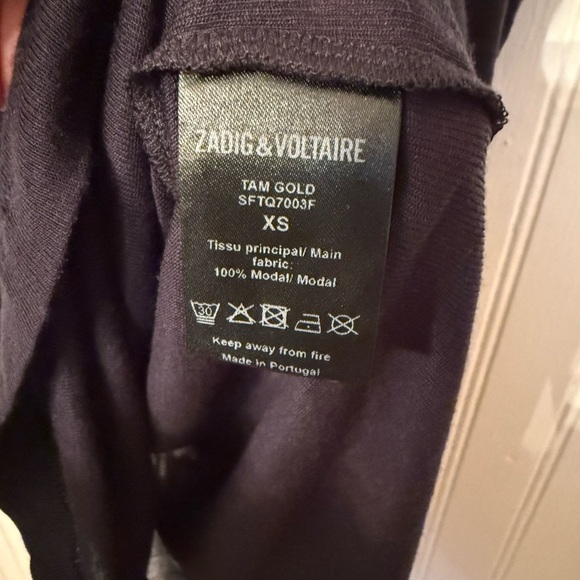 ZADIG&VOLTAIRE
TAM GOLD
SFTQ7003F
XS
Tissu principal/ Main
fabric:
100% Modal/ Modal
30
Keep away from fire
Made in Portugal